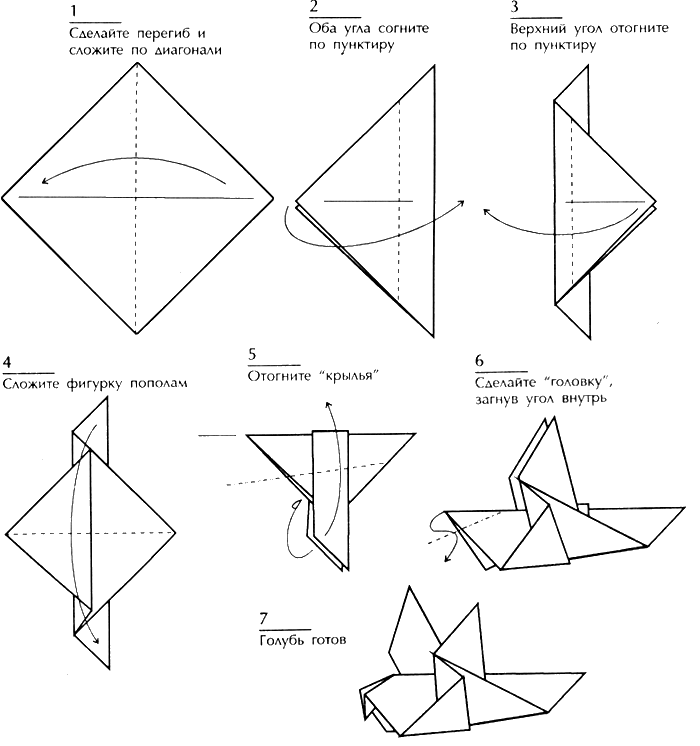 1
Сделайте перегиб и
сложите по диагонали
2
Оба угла согните
по пунктиру
3
Верхний угол отогните
по пунктиру
4
Сложите фигурку пополам
5
Отогните "крылья"
6
Сделайте "головку",
загнув угол внутрь
7
Голубь готов